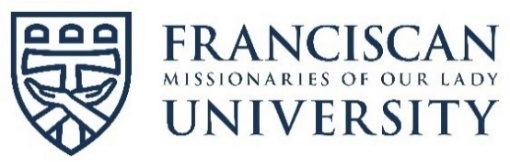 FRANCISCAN
MISSIONARIES OF OUR LADY
UNIVERSITY